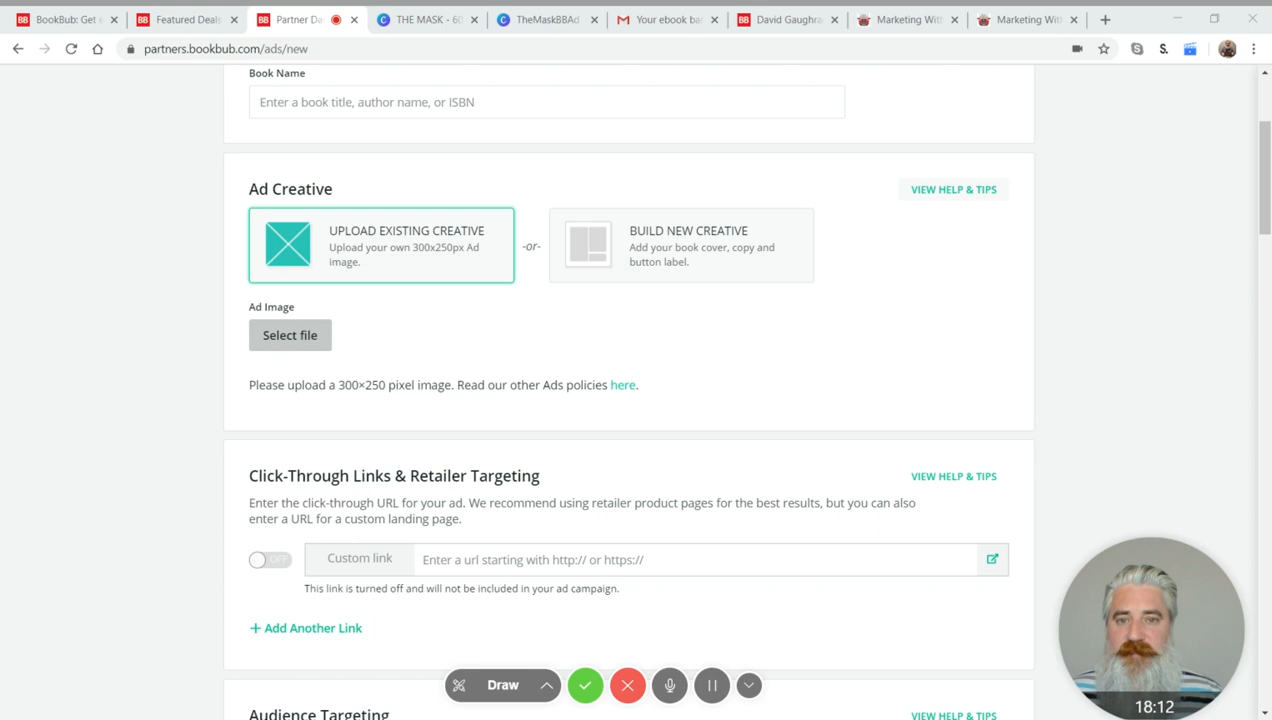 BookBub: Get e
Featured Deals
Partner Da
THE MASK - 60
TheMaskBBAd
Your ebook ba
David Gaughra
Marketing Wit
Marketing Wit
partners.bookbub.com/ads/new
Book Name
Enter a book title, author name, or ISBN
Ad Creative
VIEW HELP & TIPS
UPLOAD EXISTING CREATIVE
Upload your own 300x250px Ad
image.
-or-
BUILD NEW CREATIVE
Add your book cover, copy and
button label.
Ad Image
Select file
Please upload a 300×250 pixel image. Read our other Ads policies here.
Click-Through Links & Retailer Targeting
VIEW HELP & TIPS
Enter the click-through URL for your ad. We recommend using retailer product pages for the best results, but you can also
enter a URL for a custom landing page.
OFF
Custom link
Enter a url starting with http:// or https://
This link is turned off and will not be included in your ad campaign.
+ Add Another Link
Draw
18:12
Audience Targeting
VIEW HELP & TIPS